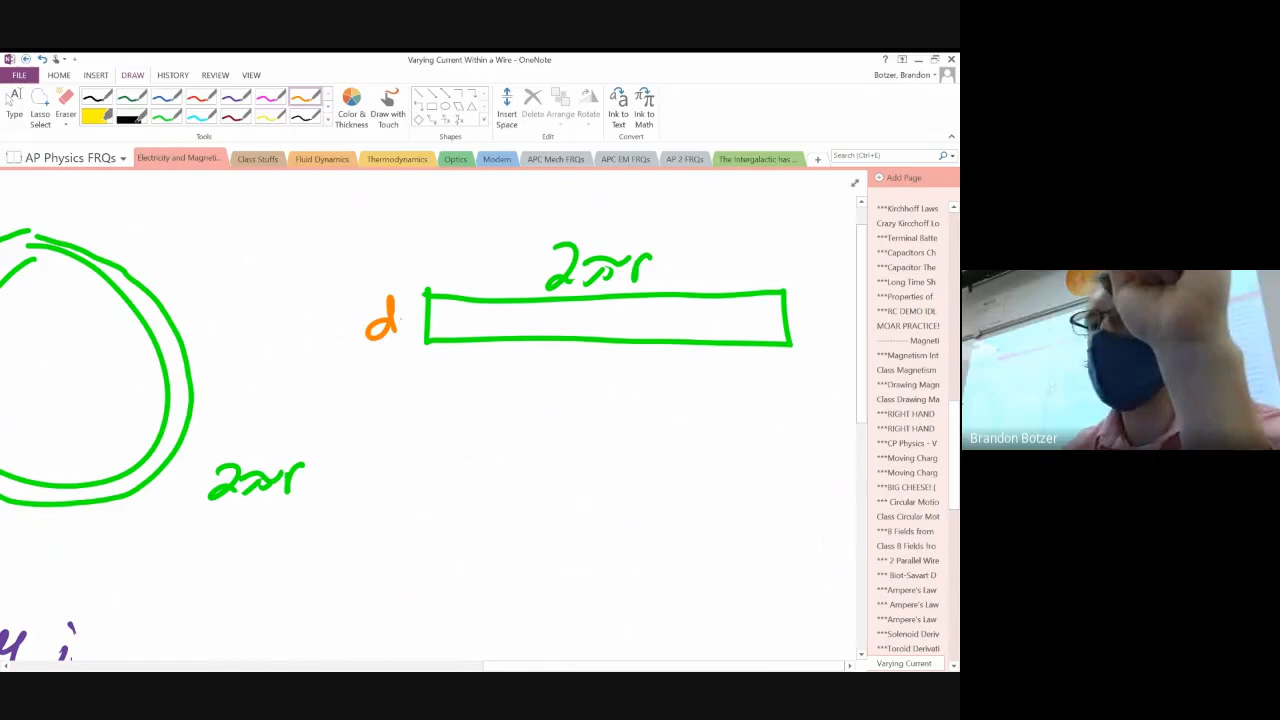 Varying Current Within a Wire - OneNote
FILE HOME INSERT DRAW HISTORY REVIEW VIEW
Botzer, Brandon
Type
Lasso Select
Eraser
Color & Thickness
Draw with Touch
Insert Space
Delete
Arrange
Rotate
Ink to Text
Ink to Math
Tools
Shapes
Edit
Convert
AP Physics FRQs
Electricity and Magneti...
Class Stuffs
Fluid Dynamics
Thermodynamics
Optics
Modern
APC Mech FRQs
APC EM FRQs
AP 2 FRQs
The Intergalactic has ...
Search (Ctrl+E)
Add Page
***Kirchhoff Laws
Crazy Kircchoff Lo
***Terminal Batte
***Capacitors Ch
***Capacitor The
***Long Time Sh
***Properties of
***RC DEMO IDL
MOAR PRACTICE!
---------- Magneti
***Magnetism Int
Class Magnetism
***Drawing Magn
Class Drawing Ma
***RIGHT HAND
***RIGHT HAND
***CP Physics - V
***Moving Charg
***Moving Charg
***BIG CHEESE! (
*** Circular Motio
Class Circular Mot
***B Fields from
Class B Fields fro
*** 2 Parallel Wire
*** Biot-Savart D
***Ampere's Law
*** Ampere's Law
***Ampere's Law
***Solenoid Deriv
***Toroid Derivati
Varying Current
2πr
d
2πr
i
Brandon Botzer